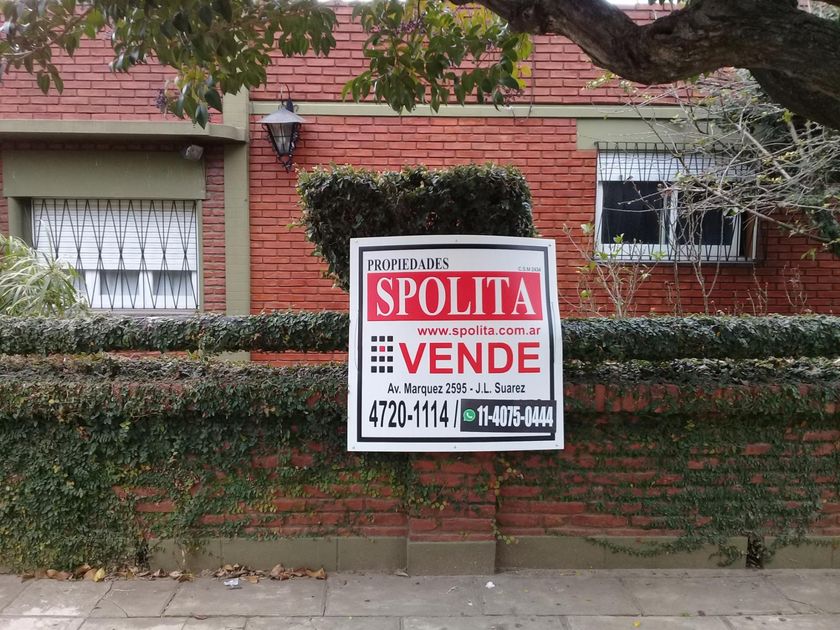 PROPIEDADES
C.S.M 2434
SPOLITA
www.spolita.com.ar
VENDE
Av. Marquez 2595 - J.L. Suarez
4720-1114 / 11-4075-0444